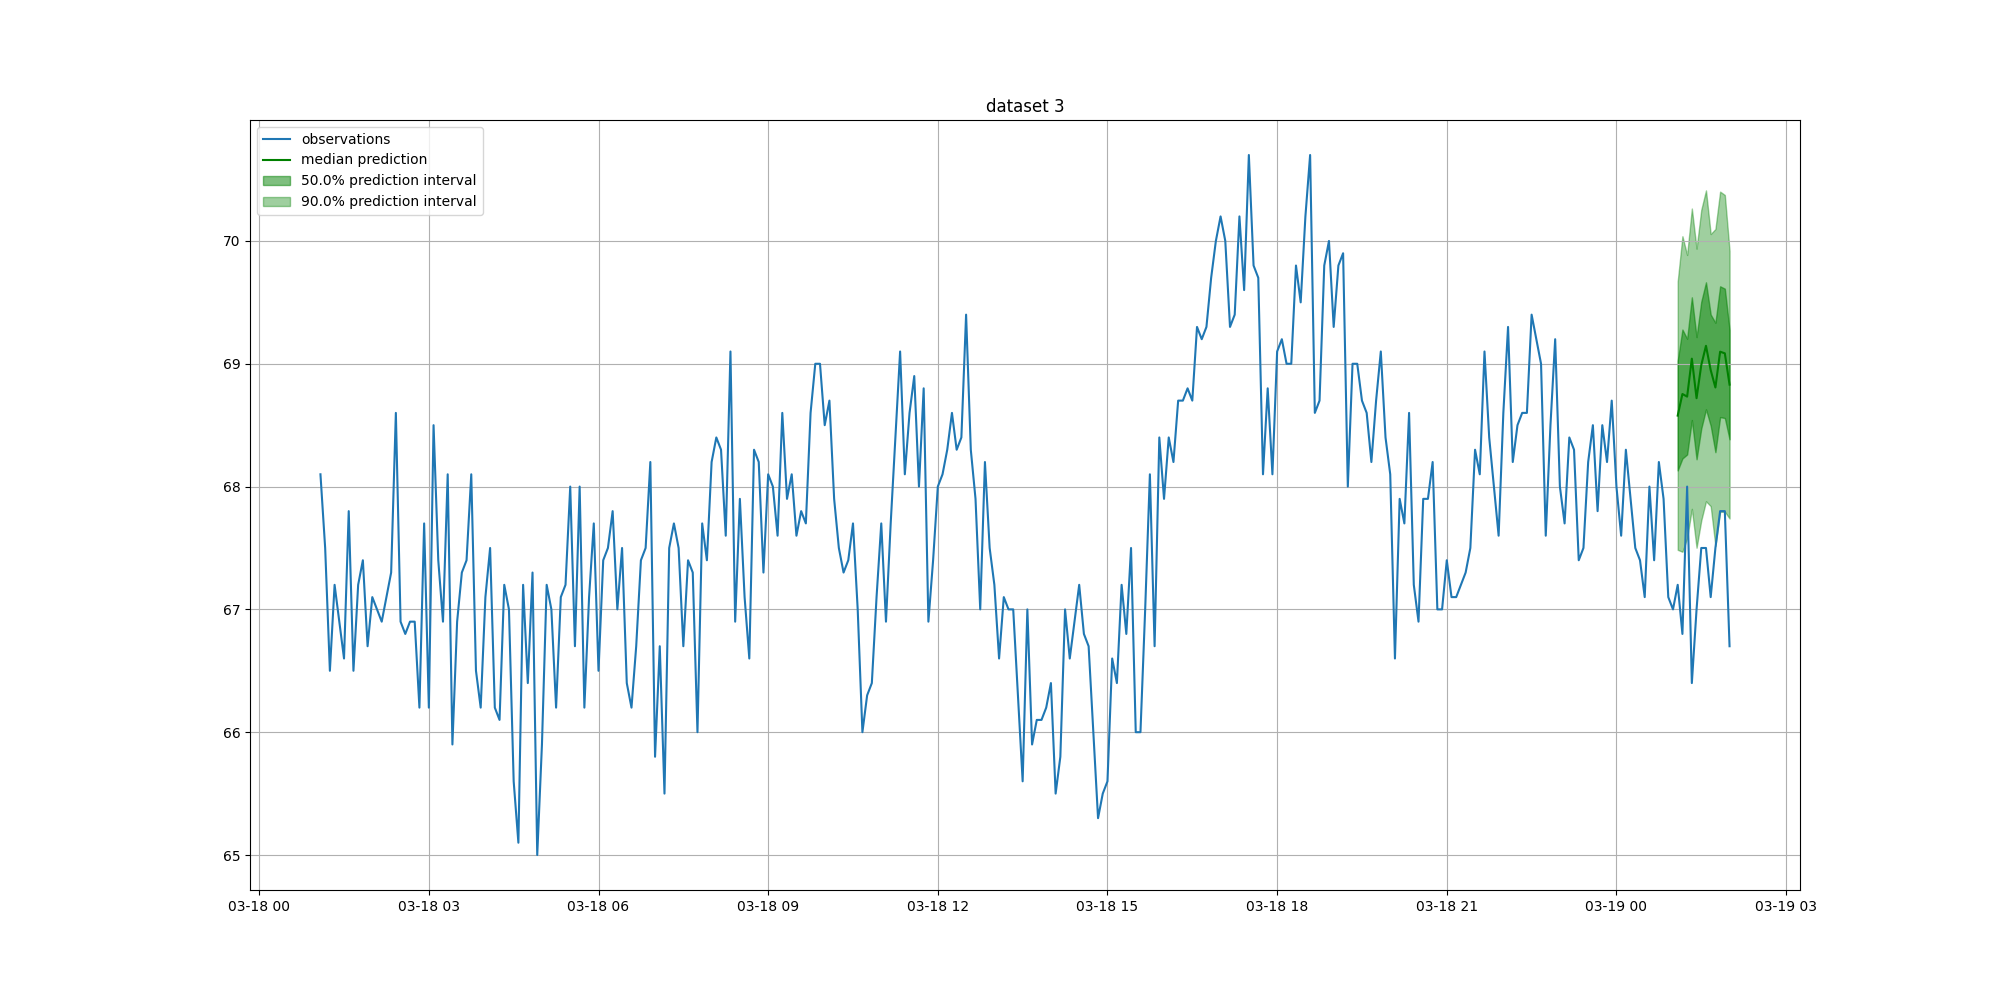 dataset 3
observations
median prediction
50.0% prediction interval
90.0% prediction interval
70
69
68
67
66
65
03-18 00 03-18 03 03-18 06 03-18 09 03-18 12 03-18 15 03-18 18 03-18 21 03-19 00 03-19 03